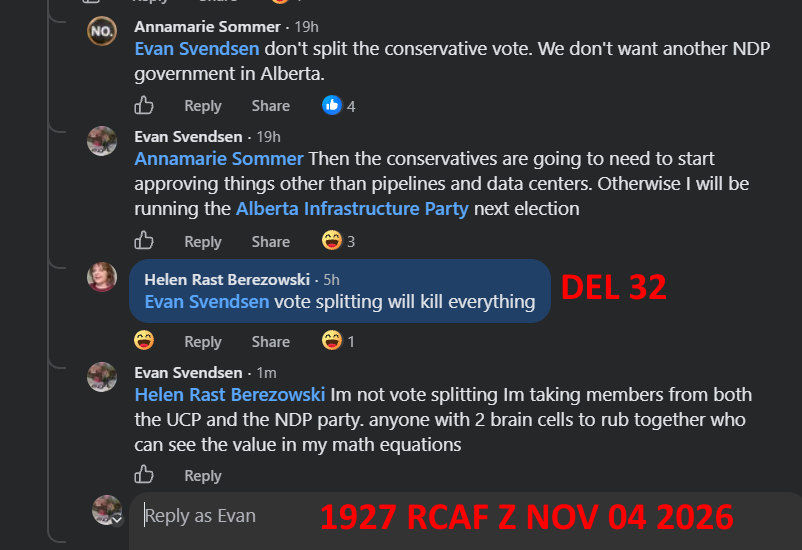 Annamarie Sommer · 19h
NO.
Evan Svendsen don't split the conservative vote. We don't want another NDP
government in Alberta.
Reply Share 4
Evan Svendsen · 19h
Annamarie Sommer Then the conservatives are going to need to start
approving things other than pipelines and data centers. Otherwise I will be
running the Alberta Infrastructure Party next election
Reply Share 3
Helen Rast Berezowski · 5h
Evan Svendsen vote splitting will kill everything
DEL 32
Reply Share 1
Evan Svendsen · 1m
Helen Rast Berezowski Im not vote splitting Im taking members from both
the UCP and the NDP party. anyone with 2 brain cells to rub together who
can see the value in my math equations
Reply
Reply as Evan
1927 RCAF Z NOV 04 2026